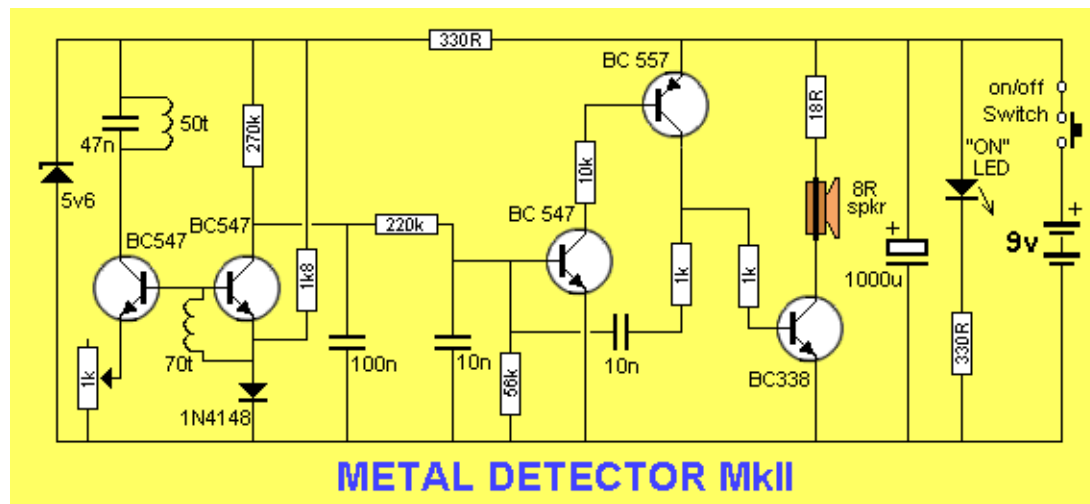 330R
BC 557
on/off
Switch
47n
50t
270k
18R
"ON"
LED
5v6
10k
8R
spkr
+
BC547
BC547
220k
BC 547
+
9v
1k8
1k
1k
1000u
70t
1k
100n
10n
56k
10n
BC338
330R
1N4148
METAL DETECTOR MkII